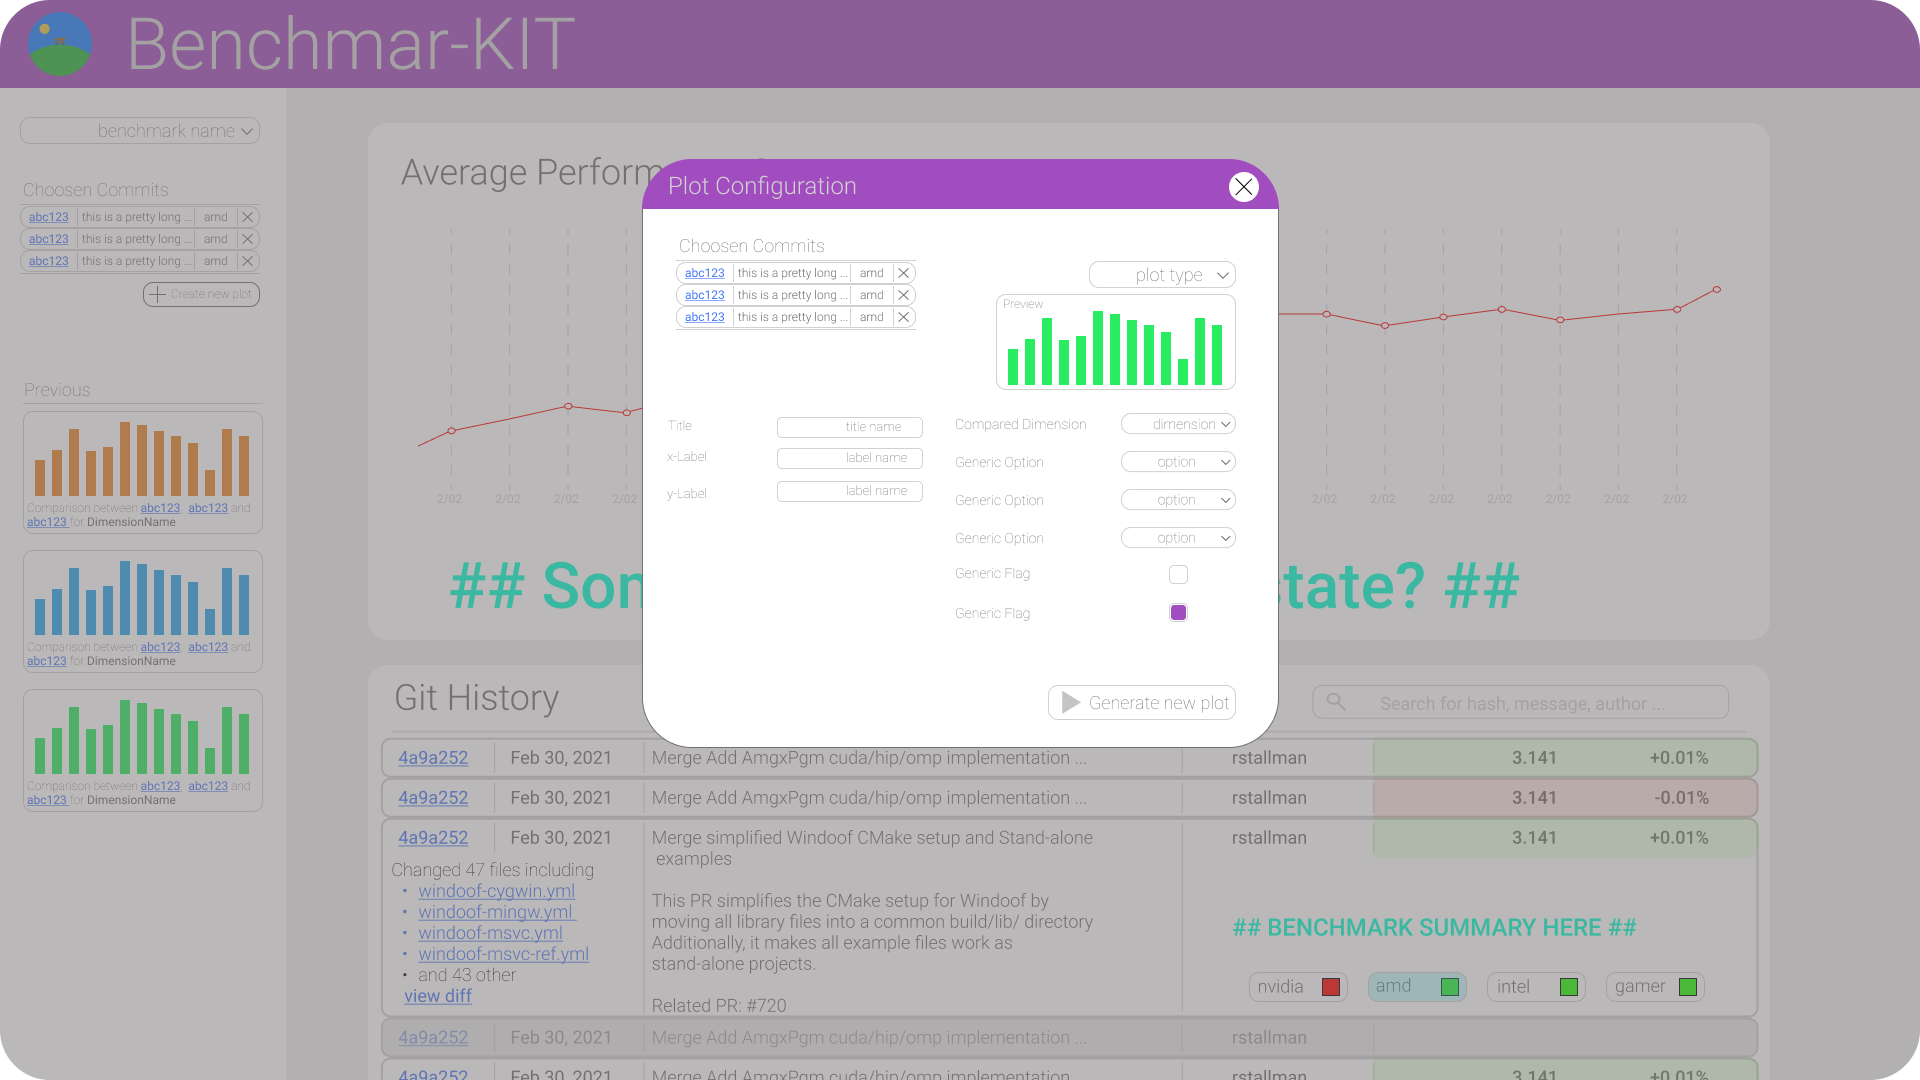 Benchmar-KIT
benchmark name
Choosen Commits
abc123 this is a pretty long ... amd
abc123 this is a pretty long ... amd
abc123 this is a pretty long ... amd
Create new plot
Previous
Comparison between abc123, abc123 and
abc123 for DimensionName
Comparison between abc123, abc123 and
abc123 for DimensionName
Comparison between abc123, abc123 and
abc123 for DimensionName
Average Perform
2/02 2/02 2/02 2/02
2/02 2/02 2/02 2/02 2/02 2/02 2/02
## Som
state? ##
Plot Configuration
Choosen Commits
abc123 this is a pretty long ... amd
abc123 this is a pretty long ... amd
abc123 this is a pretty long ... amd
plot type
Preview
Title title name
x-Label label name
y-Label label name
Compared Dimension dimension
Generic Option option
Generic Option option
Generic Option option
Generic Flag
Generic Flag
Generate new plot
Git History
Search for hash, message, author ...
4a9a252 Feb 30, 2021 Merge Add AmgxPgm cuda/hip/omp implementation ... rstallman 3.141 +0.01%
4a9a252 Feb 30, 2021 Merge Add AmgxPgm cuda/hip/omp implementation ... rstallman 3.141 -0.01%
4a9a252 Feb 30, 2021 Merge simplified Windoof CMake setup and Stand-alone rstallman 3.141 +0.01%
examples
Changed 47 files including
• windoof-cygwin.yml
• windoof-mingw.yml
• windoof-msvc.yml
• windoof-msvc-ref.yml
• and 43 other
view diff
This PR simplifies the CMake setup for Windoof by
moving all library files into a common build/lib/ directory
Additionally, it makes all example files work as
stand-alone projects.
Related PR: #720
## BENCHMARK SUMMARY HERE ##
nvidia amd intel gamer
4a9a252 Feb 30, 2021 Merge Add AmgxPgm cuda/hip/omp implementation ... rstallman
4a9a252 Feb 30, 2021 Merge Add AmgxPgm cuda/hip/omp implementation rstallman 3.141 +0.01%